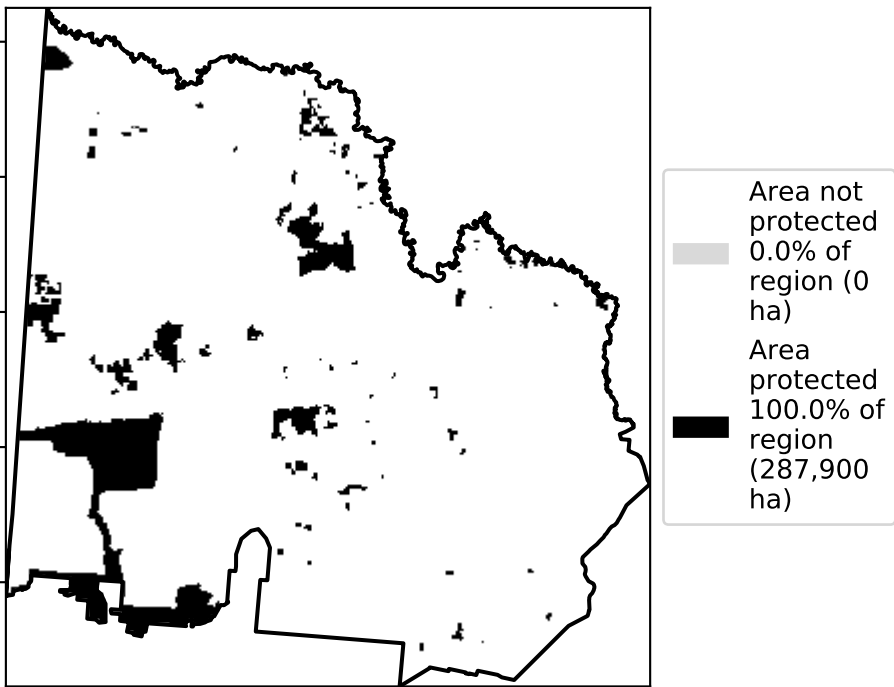 Area not
protected
0.0% of
region (0
ha)
Area
protected
100.0% of
region
(287,900
ha)